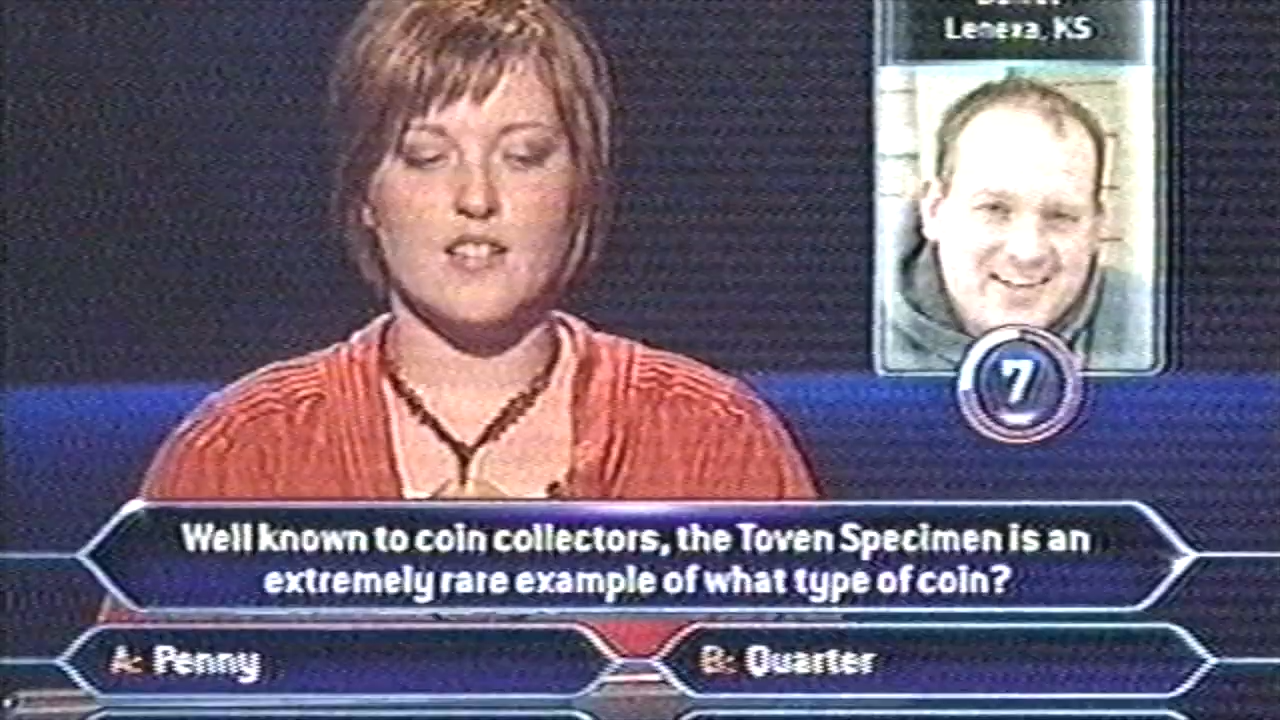 Lenexa, KS
7
Well known to coin collectors, the Toven Specimen is an
extremely rare example of what type of coin?
A: Penny
B: Quarter